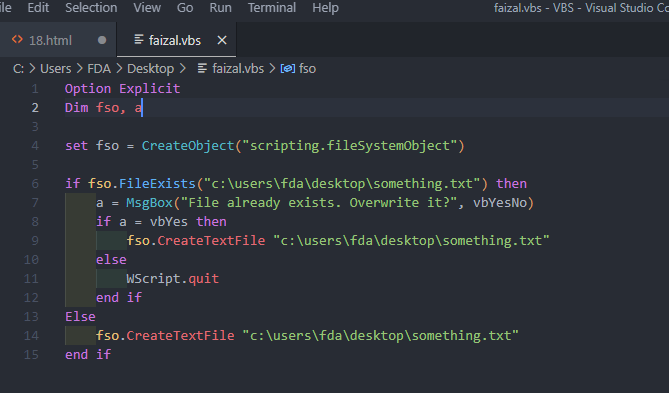 ile Edit Selection View Go Run Terminal Help faizal.vbs - VBS - Visual Studio Co
18.html faizal.vbs
C: > Users > FDA > Desktop > faizal.vbs > fso
1 Option Explicit
2 Dim fso, a
3
4 set fso = CreateObject("scripting.fileSystemObject")
5
6 if fso.FileExists("c:\users\fda\desktop\something.txt") then
7 a = MsgBox("File already exists. Overwrite it?", vbYesNo)
8 if a = vbYes then
9 fso.CreateTextFile "c:\users\fda\desktop\something.txt"
10 else
11 WScript.quit
12 end if
13 Else
14 fso.CreateTextFile "c:\users\fda\desktop\something.txt"
15 end if